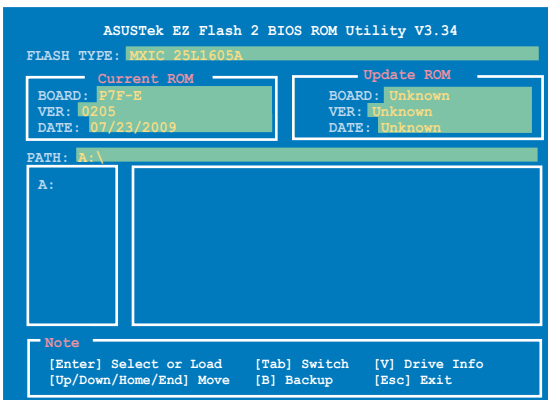 ASUSTek EZ Flash 2 BIOS ROM Utility V3.34
FLASH TYPE: MXIC 25L1605A
Current ROM
BOARD: P7F-E
VER: 0205
DATE: 07/23/2009
Update ROM
BOARD: Unknown
VER: Unknown
DATE: Unknown
PATH: A:\
A:
Note
[Enter] Select or Load [Tab] Switch [V] Drive Info
[Up/Down/Home/End] Move [B] Backup [Esc] Exit